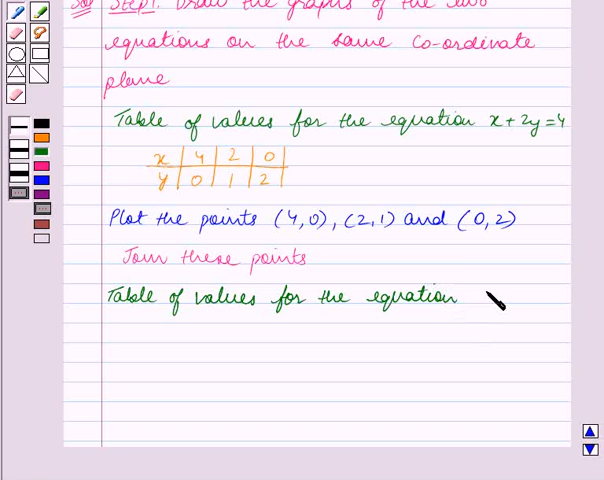 Sol Step1: Draw the graphs of the two
equations on the same co-ordinate
plane
Table of values for the equation x+2y=4
x | 4 | 2 | 0 |
y | 0 | 1 | 2 |
Plot the points (4,0), (2,1) and (0,2)
Join these points
Table of values for the equation